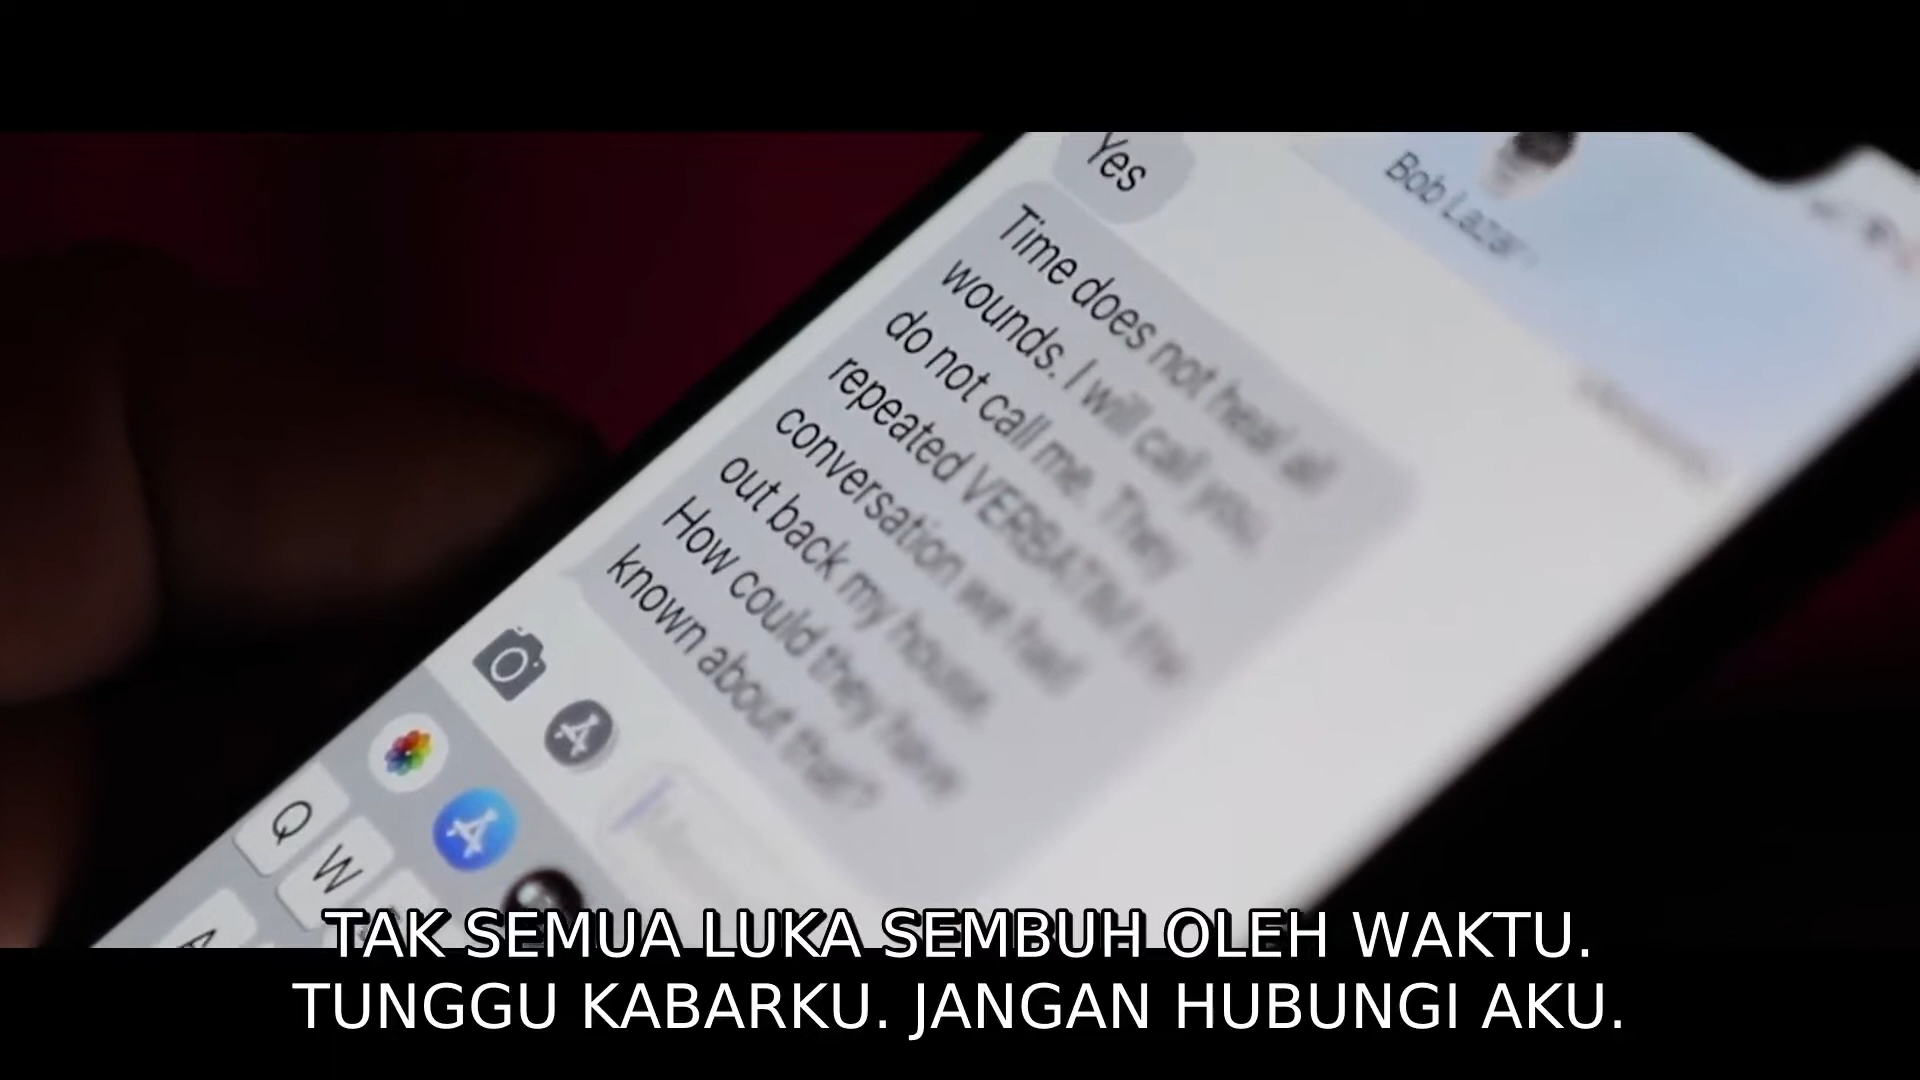 Yes
Bob Lazar
Time does not heal all
wounds. I will call you,
do not call me. They
repeated VERBATIM the
conversation we had
out back my house.
How could they have
known about that?
Q W
A
TAK SEMUA LUKA SEMBUH OLEH WAKTU.
TUNGGU KABARKU. JANGAN HUBUNGI AKU.